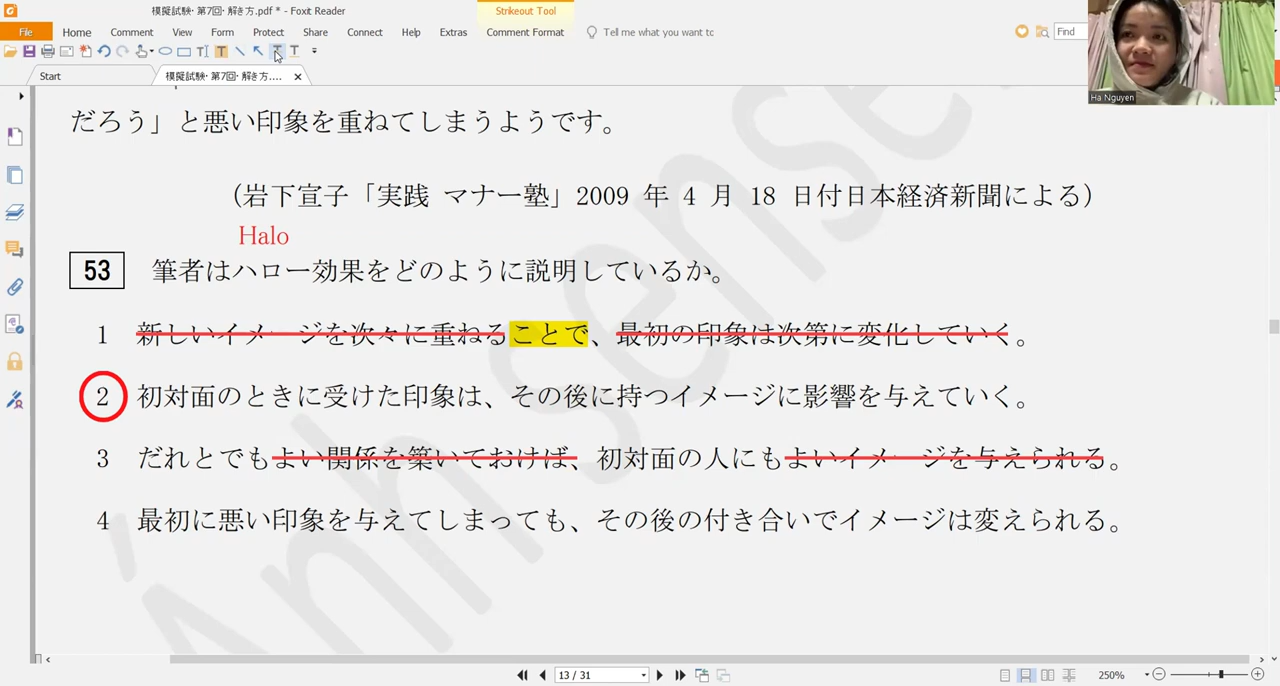 模擬試験· 第7回· 解き方.pdf * - Foxit Reader
Strikeout Tool
File Home Comment View Form Protect Share Connect Help Extras Comment Format Tell me what you want tc Find
Start 模擬試験· 第7回· 解き方....
Ha Nguyen
だろう」と悪い印象を重ねてしまうようです。
(岩下宣子「実践 マナー塾」2009 年 4 月 18 日付日本経済新聞による)
Halo
53 筆者はハロー効果をどのように説明しているか。
1 新しいイメージを次々に重ねることで、最初の印象は次第に変化していく。
2 初対面のときに受けた印象は、その後に持つイメージに影響を与えていく。
3 だれとでもよい関係を築いておけば、初対面の人にもよいイメージを与えられる。
4 最初に悪い印象を与えてしまっても、その後の付き合いでイメージは変えられる。
Ánh sensei
13 / 31
250%